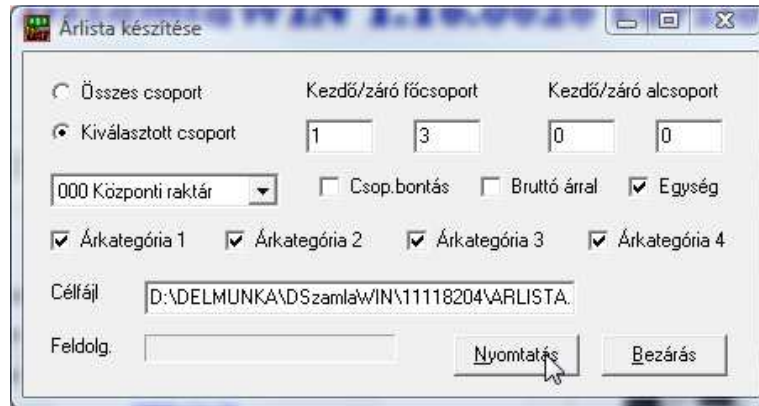 Árlista készítése
Összes csoport Kezdő/záró főcsoport Kezdő/záró alcsoport
Kiválasztott csoport 1 3 0 0
000 Központi raktár Csop.bontás Bruttó árral Egység
Árkategória 1 Árkategória 2 Árkategória 3 Árkategória 4
Célfájl D:\DELMUNKA\DSzamlaWIN\11118204\ARLISTA.
Feldolg. Nyomtatás Bezárás